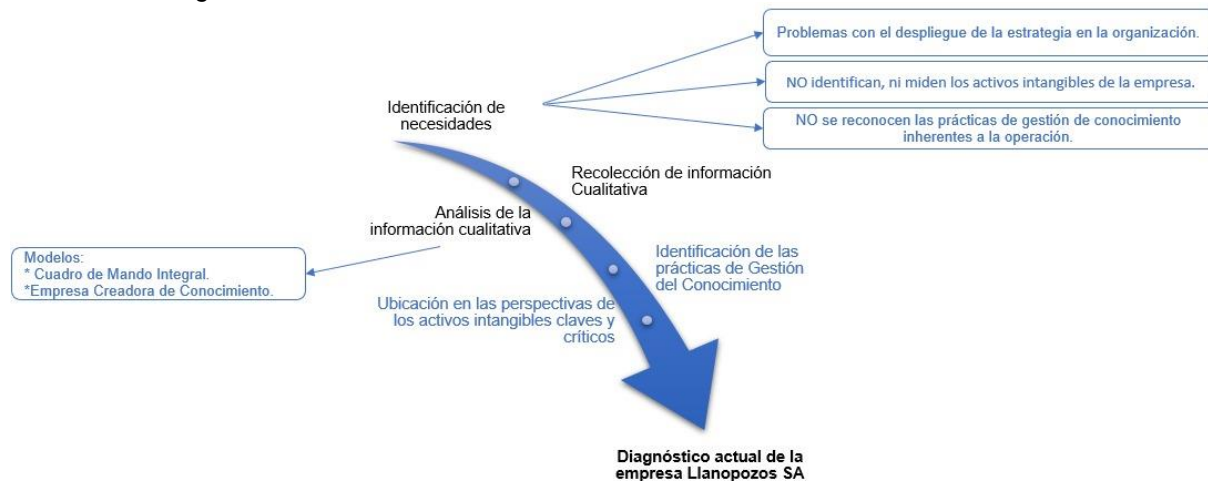 Problemas con el despliegue de la estrategia en la organización.
NO identifican, ni miden los activos intangibles de la empresa.
NO se reconocen las prácticas de gestión de conocimiento
inherentes a la operación.
Identificación de
necesidades
Recolección de información
Cualitativa
Análisis de la
información cualitativa
Modelos:
* Cuadro de Mando Integral.
*Empresa Creadora de Conocimiento.
Identificación de las
prácticas de Gestión
del Conocimiento
Ubicación en las perspectivas de
los activos intangibles claves y
críticos
Diagnóstico actual de la
empresa Llanopozos SA